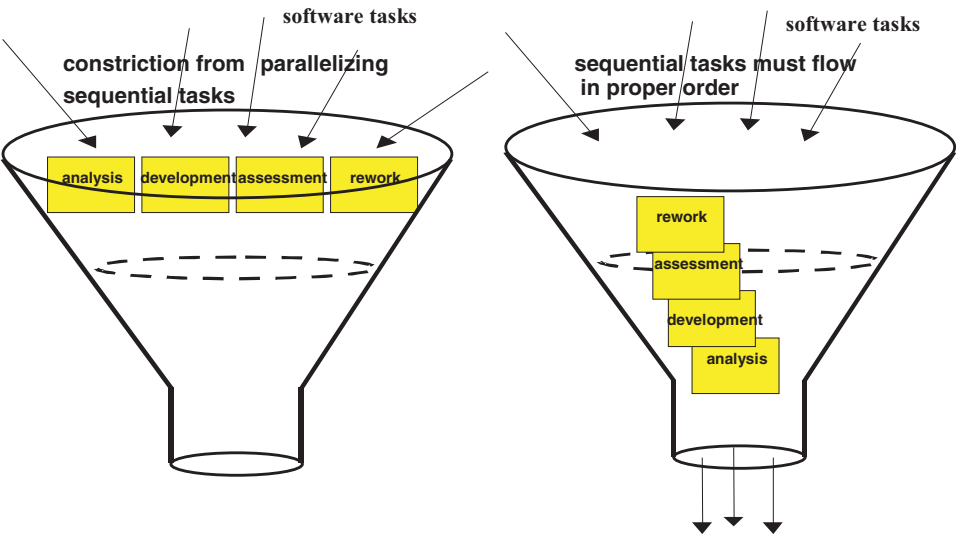 software tasks
constriction from parallelizing
sequential tasks
analysis development assessment rework
software tasks
sequential tasks must flow
in proper order
rework
assessment
development
analysis